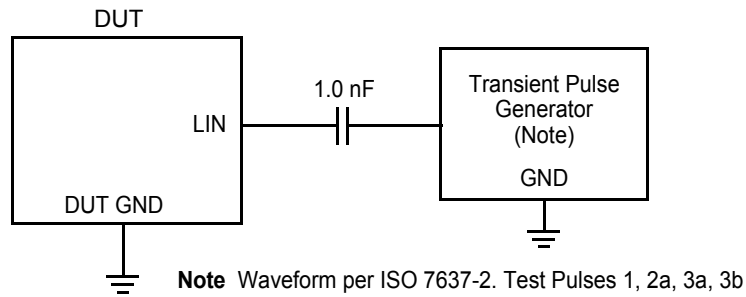 DUT
1.0 nF
LIN
DUT GND
Transient Pulse
Generator
(Note)
GND
Note Waveform per ISO 7637-2. Test Pulses 1, 2a, 3a, 3b